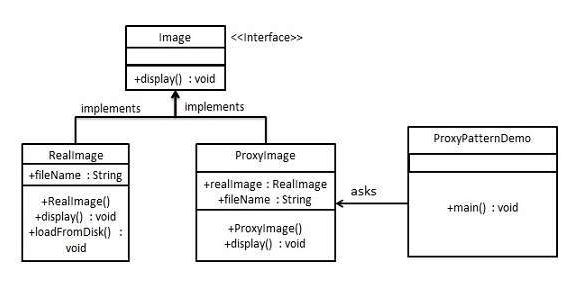 Image
<<Interface>>
+display() : void
implements
implements
RealImage
+fileName : String
+RealImage()
+display() : void
+loadFromDisk() :
void
ProxyImage
+realImage : RealImage
+fileName : String
+ProxyImage()
+display() : void
asks
ProxyPatternDemo
+main() : void